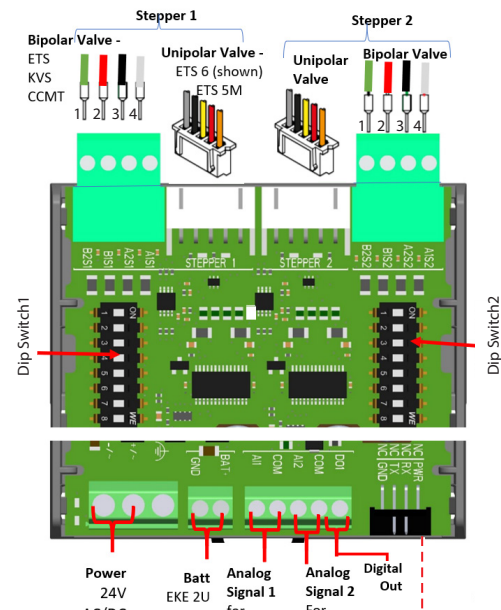 Stepper 1
Stepper 2
Bipolar Valve -
ETS
KVS
CCMT
Unipolar Valve -
ETS 6 (shown)
ETS 5M
Unipolar
Valve
Bipolar Valve
1 2 3 4
1 2 3 4
B2S1 B1S1 A2S1 A1S1
STEPPER 1
STEPPER 2
B2S2 B1S2 A2S2 A1S2
Dip Switch1
Dip Switch2
ON
1
2
3
4
5
6
7
8
WE
ON
1
2
3
4
5
6
7
8
WE
-/~ +/~
GND BAT-
AI1 COM AI2 COM DO1
NC NC NC NC
GND TX RX PWR
Power
24V
Batt
EKE 2U
Analog
Signal 1
for
Analog
Signal 2
For
Digital
Out